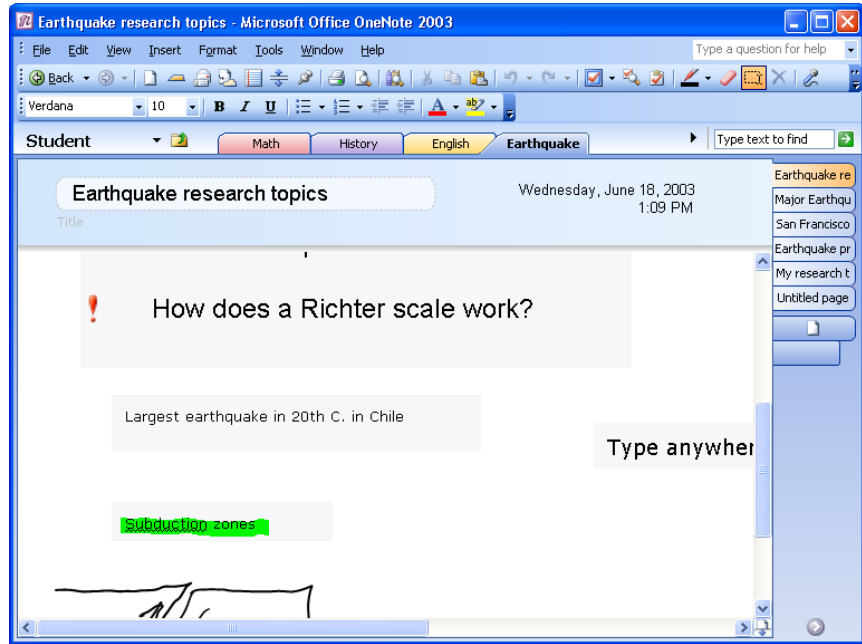 Earthquake research topics - Microsoft Office OneNote 2003
File Edit View Insert Format Tools Window Help Type a question for help
Back
Verdana 10 B I U A ab
Student Math History English Earthquake Type text to find
Earthquake research topics
Title
Wednesday, June 18, 2003
1:09 PM
Earthquake re
Major Earthqu
San Francisco
Earthquake pr
My research t
Untitled page
How does a Richter scale work?
Largest earthquake in 20th C. in Chile
Type anywher
Subduction zones